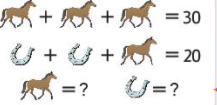 + + = 30
+ + = 20
= ? = ?